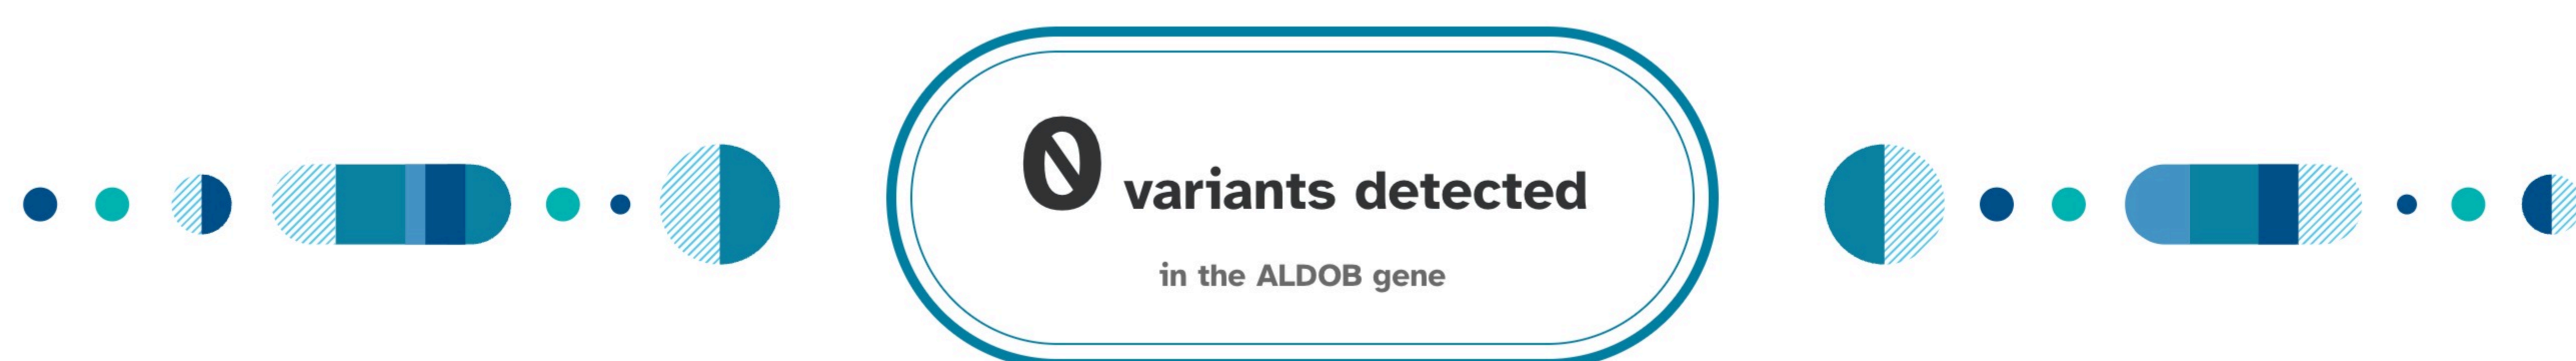 0 variants detected
in the ALDOB gene